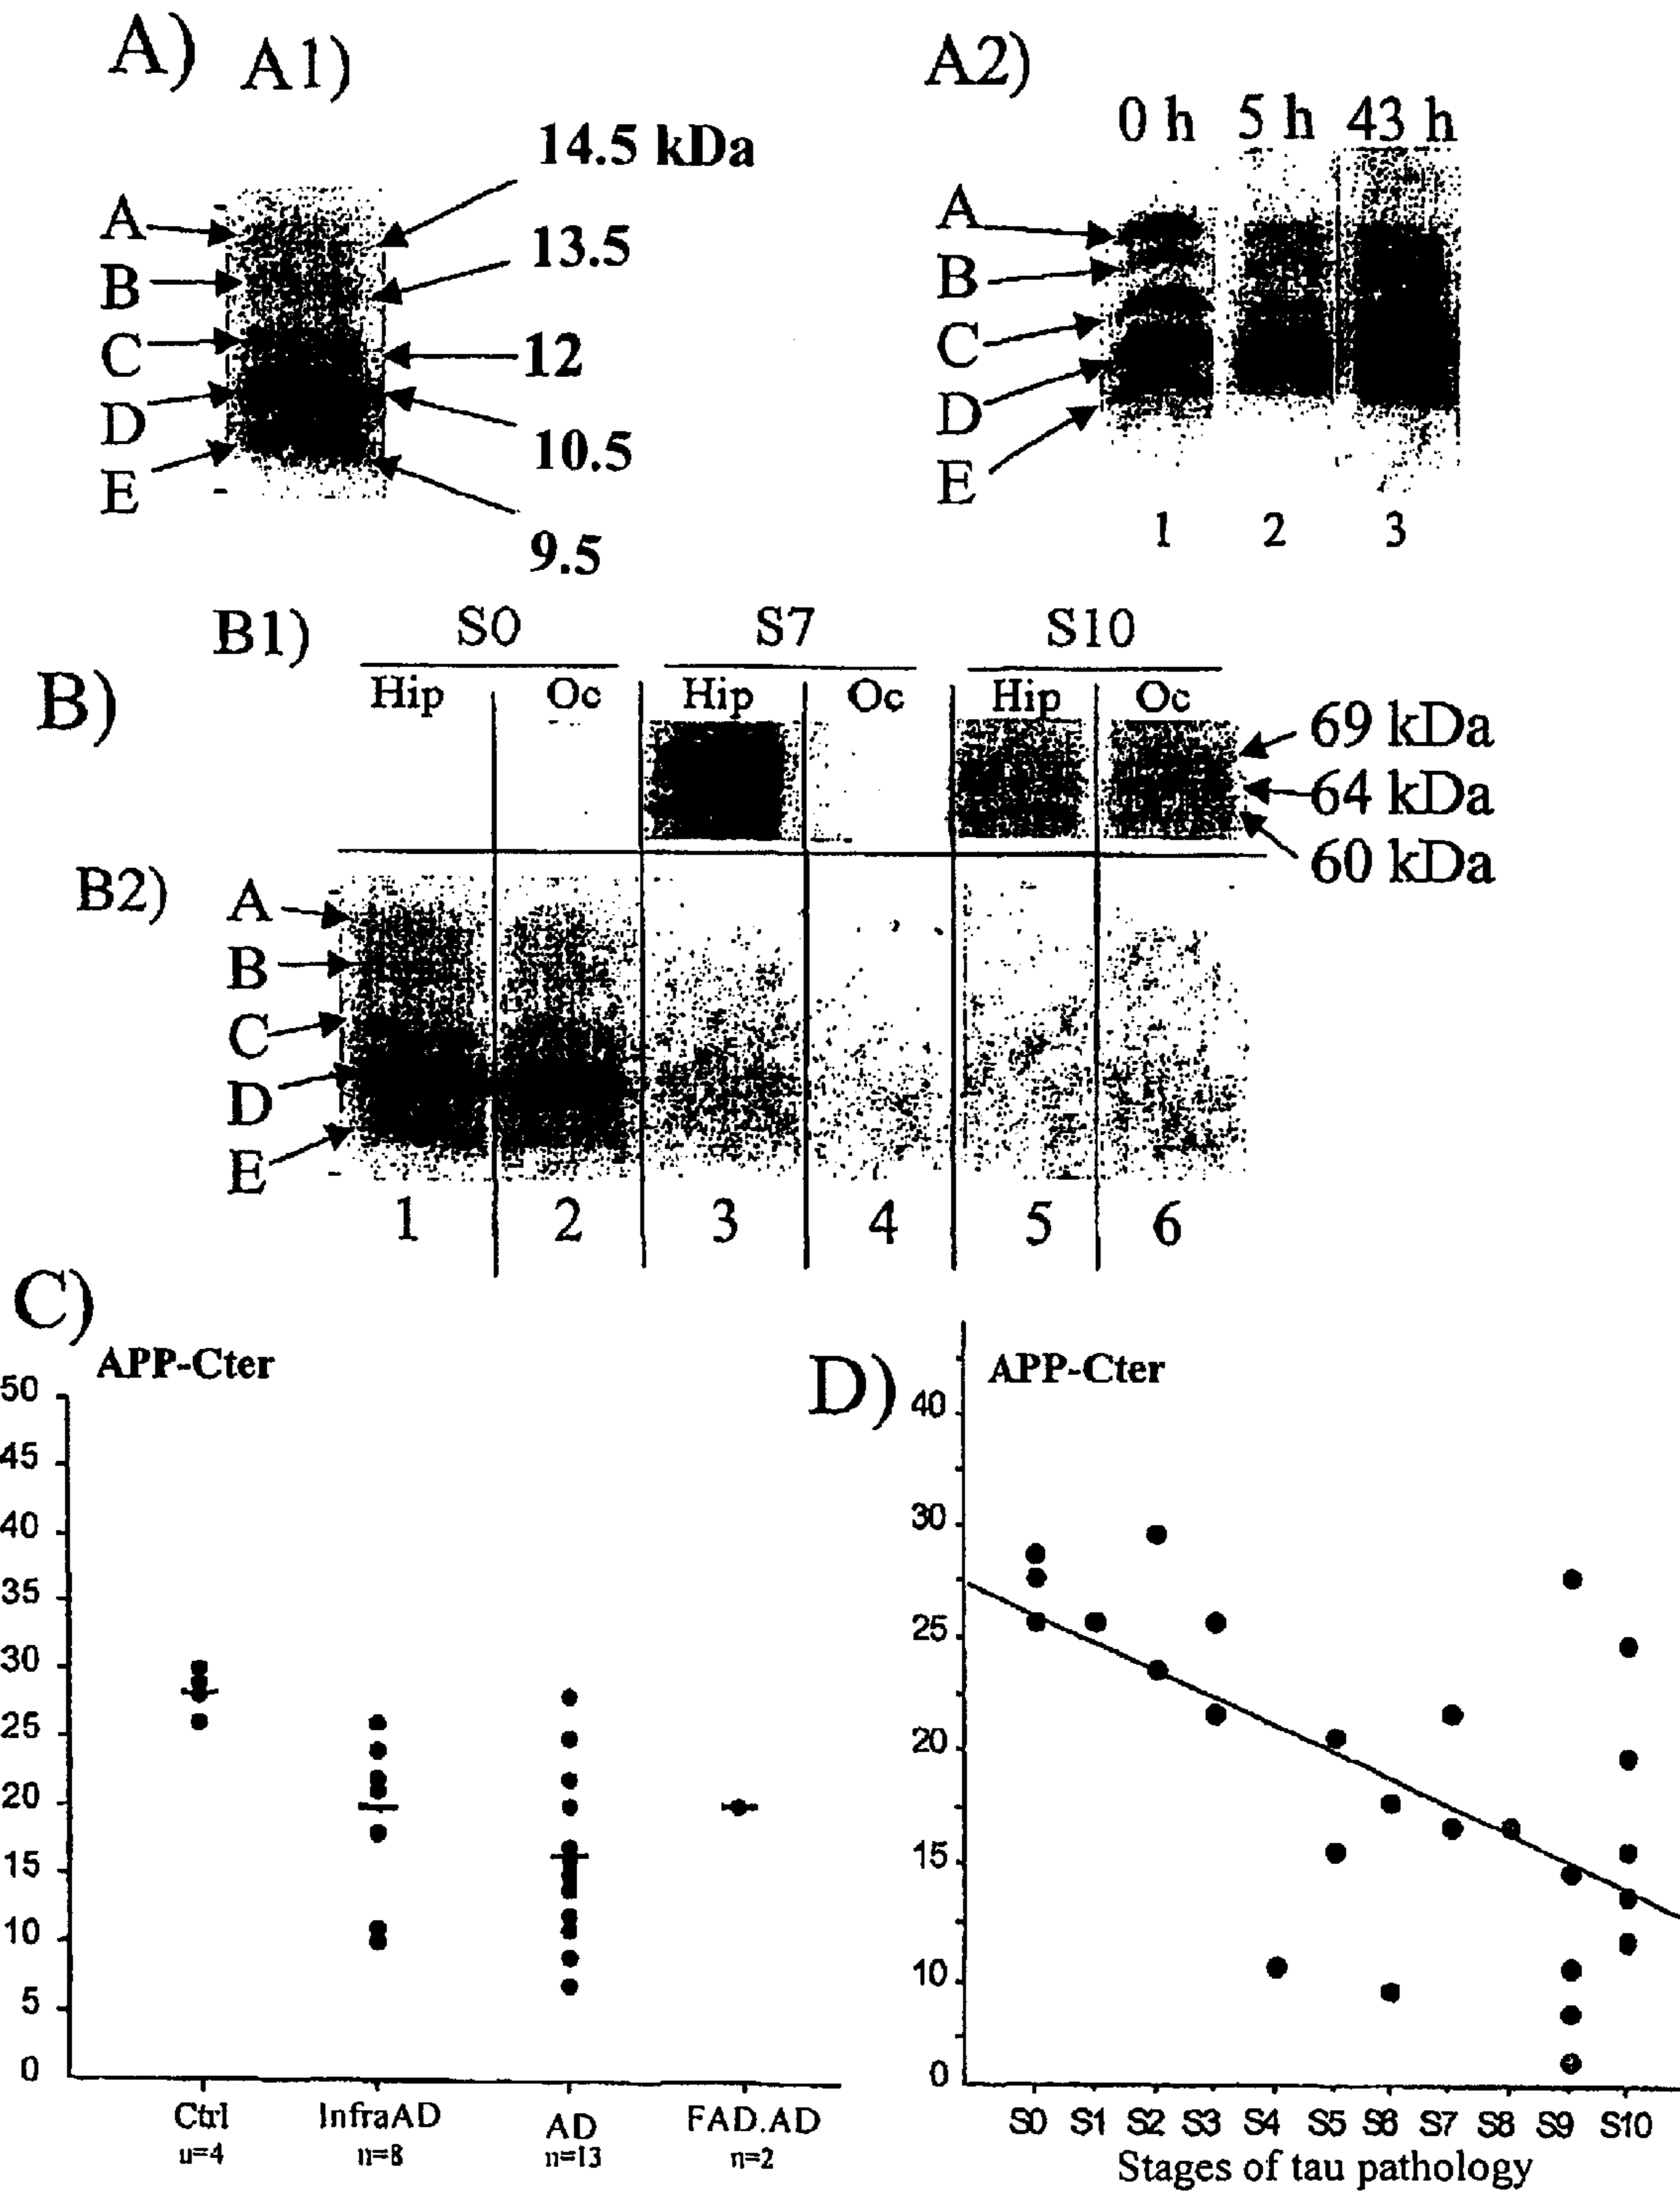 A) A1)
14.5 kDa
A
B
C
D
E
13.5
12
10.5
9.5
A2)
0 h 5 h 43 h
A
B
C
D
E
1 2 3
B)
B1) S0 S7 S10
Hip Oc Hip Oc Hip Oc
69 kDa
64 kDa
60 kDa
B2)
A
B
C
D
E
1 2 3 4 5 6
C)
APP-Cter
50
45
40
35
30
25
20
15
10
5
0
Ctrl InfraAD AD FAD.AD
n=4 n=8 n=13 n=2
D)
APP-Cter
40
30
25
20
15
10
0
S0 S1 S2 S3 S4 S5 S6 S7 S8 S9 S10
Stages of tau pathology